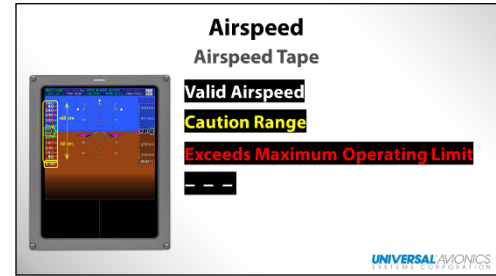 Airspeed
Airspeed Tape
Valid Airspeed
Caution Range
Exceeds Maximum Operating Limit
– – –
UNIVERSAL AVIONICS
SYSTEMS CORPORATION